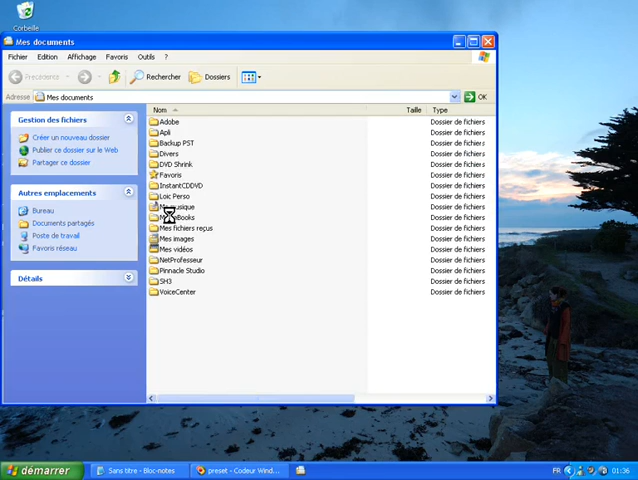 Corbeille
Mes documents
Fichier Edition Affichage Favoris Outils ?
Précédente Rechercher Dossiers
Adresse Mes documents OK
Gestion des fichiers
Créer un nouveau dossier
Publier ce dossier sur le Web
Partager ce dossier
Autres emplacements
Bureau
Documents partagés
Poste de travail
Favoris réseau
Détails
Nom Taille Type
Adobe Dossier de fichiers
Apli Dossier de fichiers
Backup PST Dossier de fichiers
Divers Dossier de fichiers
DVD Shrink Dossier de fichiers
Favoris Dossier de fichiers
InstantCDDVD Dossier de fichiers
Loic Perso Dossier de fichiers
Ma musique Dossier de fichiers
Dossier de fichiers
Mes fichiers reçus Dossier de fichiers
Mes images Dossier de fichiers
Mes vidéos Dossier de fichiers
NetProfesseur Dossier de fichiers
Pinnacle Studio Dossier de fichiers
SH3 Dossier de fichiers
VoiceCenter Dossier de fichiers
démarrer Sans titre - Bloc-notes preset - Codeur Wind... FR 01:36